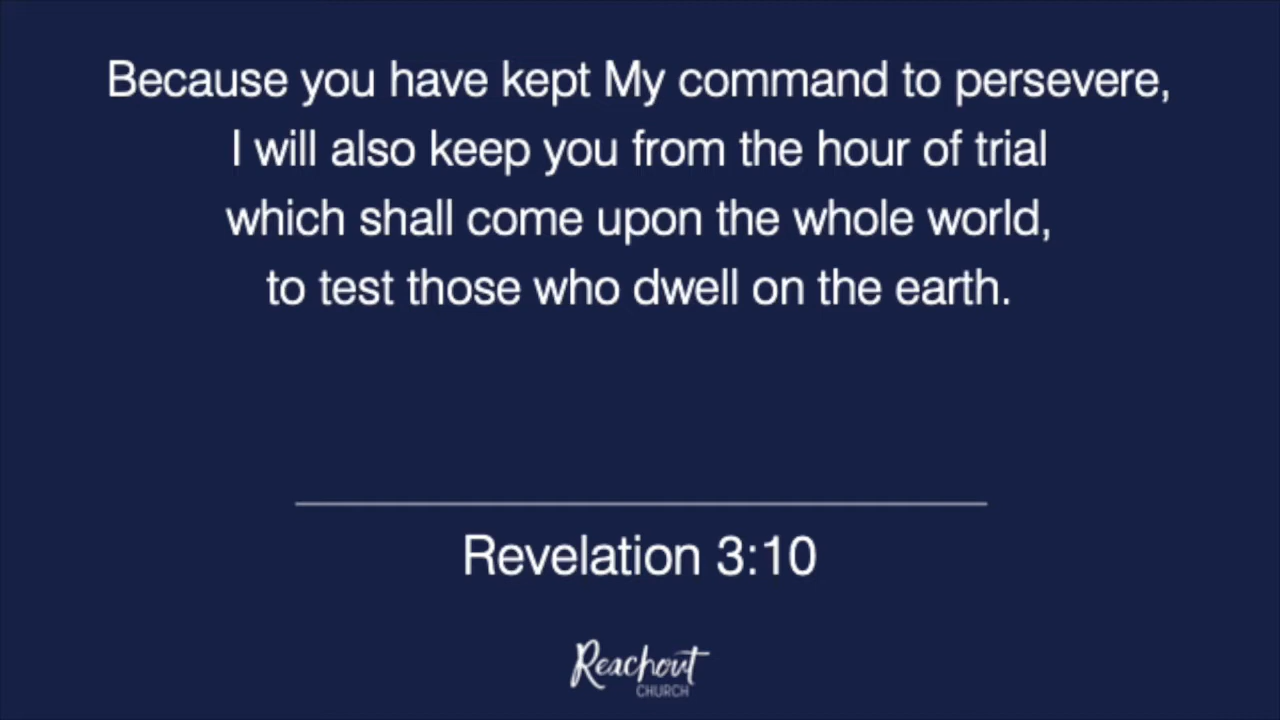 Because you have kept My command to persevere,
I will also keep you from the hour of trial
which shall come upon the whole world,
to test those who dwell on the earth.
Revelation 3:10
Reachout
CHURCH